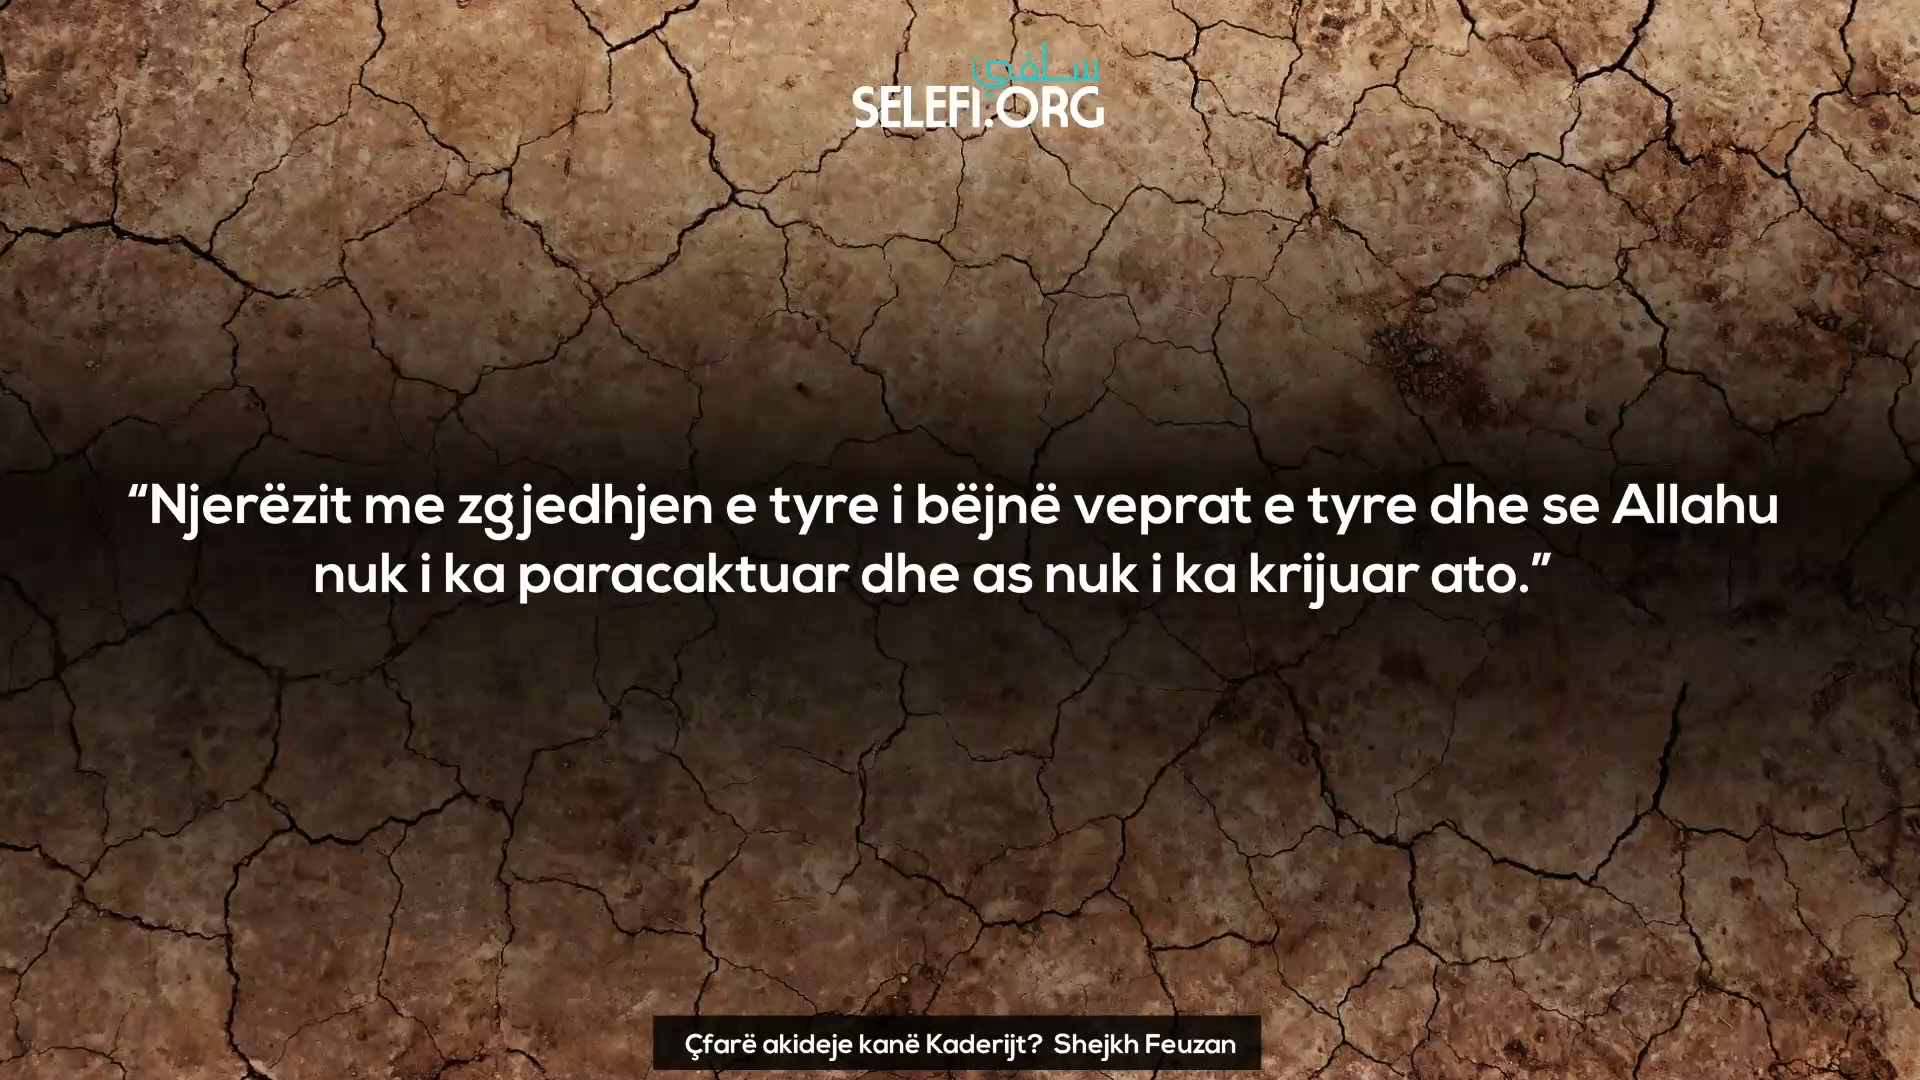 سلفي
SELEFI.ORG
“Njerëzit me zgjedhjen e tyre i bëjnë veprat e tyre dhe se Allahu
nuk i ka paracaktuar dhe as nuk i ka krijuar ato.”
Çfarë akideje kanë Kaderijt? Shejkh Feuzan